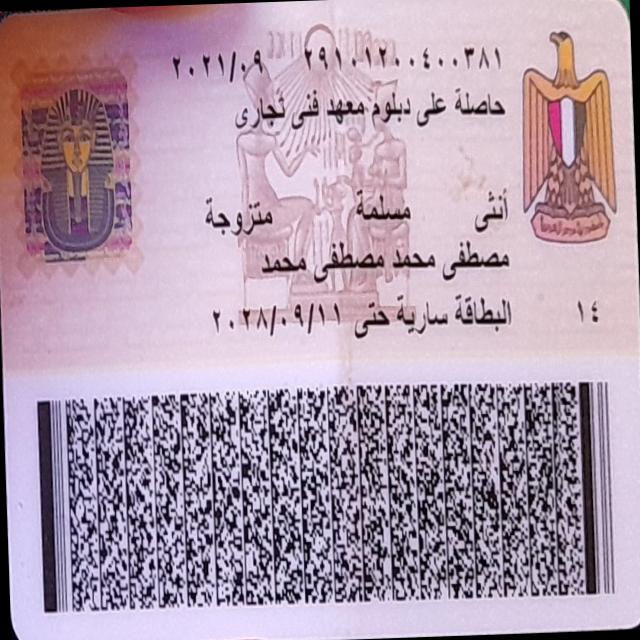 ٢٩١٠١٢٠٠٤٠٠٣٨١ ٢٠٢١/٠٩
حاصلة على دبلوم معهد فنى تجارى
أنثى مسلمة متزوجة
مصطفى محمد مصطفى محمد
البطاقة سارية حتى ٢٠٢٨/٠٩/١١
١٤